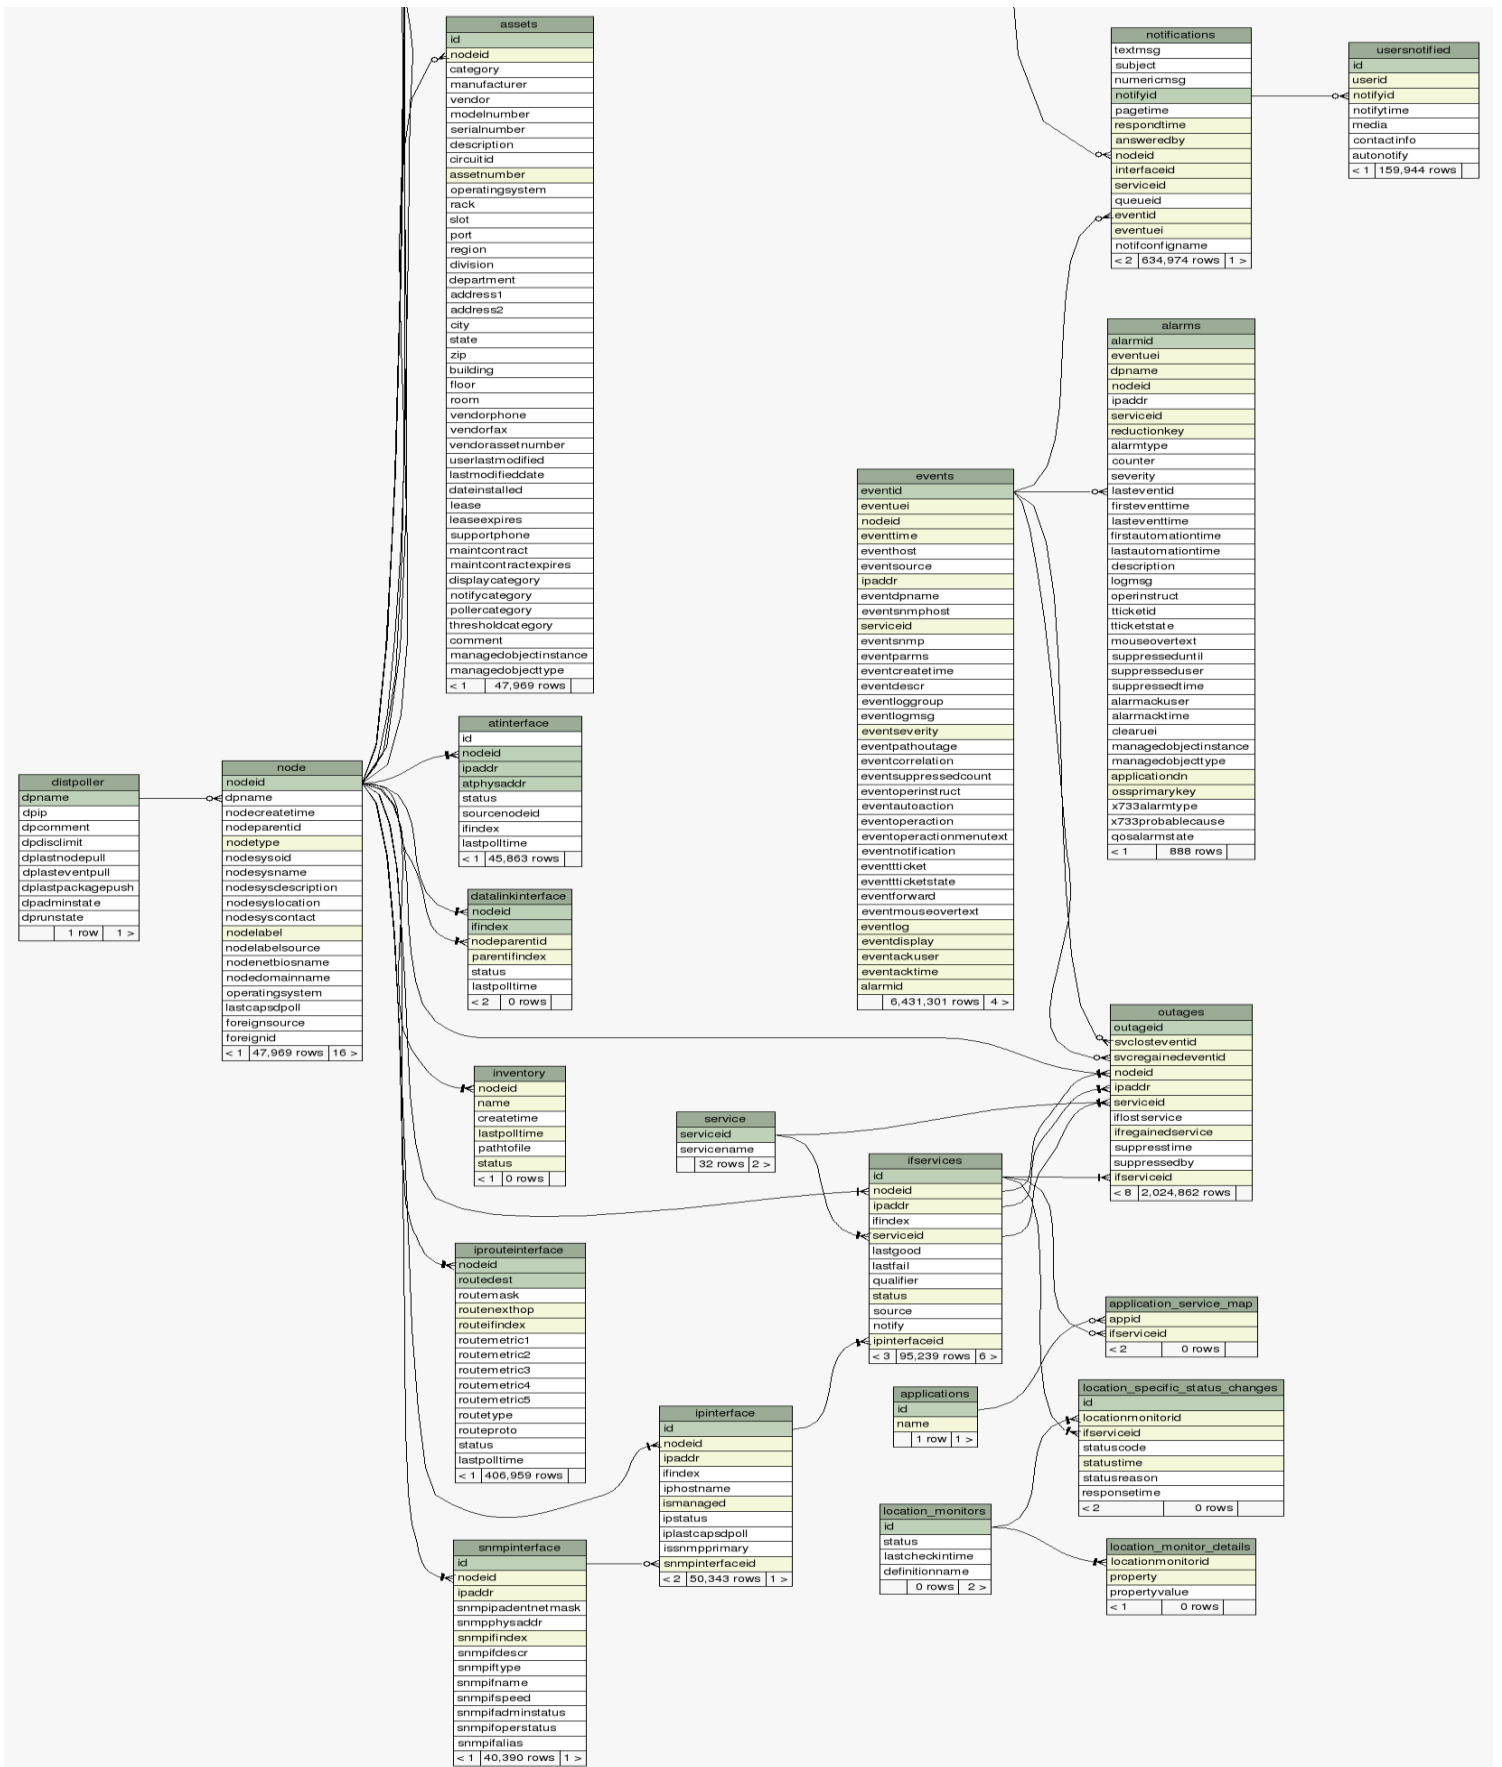 assets
id
nodeid
category
manufacturer
vendor
modelnumber
serialnumber
description
circuitid
assetnumber
operatingsystem
rack
slot
port
region
division
department
address1
address2
city
state
zip
building
floor
room
vendorphone
vendorfax
vendorassetnumber
userlastmodified
lastmodifieddate
dateinstalled
lease
leaseexpires
supportphone
maintcontract
maintcontractexpires
displaycategory
notifycategory
pollercategory
thresholdcategory
comment
managedobjectinstance
managedobjecttype
< 1 47,969 rows
notifications
textmsg
subject
numericmsg
notifyid
pagetime
respondtime
answeredby
nodeid
interfaceid
serviceid
queueid
eventid
eventuei
notifconfigname
< 2 634,974 rows 1 >
usersnotified
id
userid
notifyid
notifytime
media
contactinfo
autonotify
< 1 159,944 rows
alarms
alarmid
eventuei
dpname
nodeid
ipaddr
serviceid
reductionkey
alarmtype
counter
severity
lasteventid
firsteventtime
lasteventtime
firstautomationtime
lastautomationtime
description
logmsg
operinstruct
tticketid
tticketstate
mouseovertext
suppresseduntil
suppresseduser
suppressedtime
alarmackuser
alarmacktime
clearuei
managedobjectinstance
managedobjecttype
applicationdn
ossprimarykey
x733alarmtype
x733probablecause
qosalarmstate
< 1 888 rows
events
eventid
eventuei
nodeid
eventtime
eventhost
eventsource
ipaddr
eventdpname
eventsnmphost
serviceid
eventsnmp
eventparms
eventcreatetime
eventdescr
eventloggroup
eventlogmsg
eventseverity
eventpathoutage
eventcorrelation
eventsuppressedcount
eventoperinstruct
eventautoaction
eventoperaction
eventoperactionmenutext
eventnotification
eventtticket
eventtticketstate
eventforward
eventmouseovertext
eventlog
eventdisplay
eventackuser
eventacktime
alarmid
6,431,301 rows 4 >
distpoller
dpname
dpip
dpcomment
dpdisclimit
dplastnodepull
dplasteventpull
dplastpackagepush
dpadminstate
dprunstate
1 row 1 >
node
nodeid
dpname
nodecreatetime
nodeparentid
nodetype
nodesysoid
nodesysname
nodesysdescription
nodesyslocation
nodesyscontact
nodelabel
nodelabelsource
nodenetbiosname
nodedomainname
operatingsystem
lastcapsdpoll
foreignsource
foreignid
< 1 47,969 rows 16 >
atinterface
id
nodeid
ipaddr
atphysaddr
status
sourcenodeid
ifindex
lastpolltime
< 1 45,863 rows
datalinkinterface
nodeid
ifindex
nodeparentid
parentifindex
status
lastpolltime
< 2 0 rows
inventory
nodeid
name
createtime
lastpolltime
pathtofile
status
< 1 0 rows
service
serviceid
servicename
32 rows 2 >
outages
outageid
svclosteventid
svcregainedeventid
nodeid
ipaddr
serviceid
iflostservice
ifregainedservice
suppresstime
suppressedby
ifserviceid
< 8 2,024,862 rows
ifservices
id
nodeid
ipaddr
ifindex
serviceid
lastgood
lastfail
qualifier
status
source
notify
ipinterfaceid
< 3 95,239 rows 6 >
iprouteinterface
nodeid
routedest
routemask
routenexthop
routeifindex
routemetric1
routemetric2
routemetric3
routemetric4
routemetric5
routetype
routeproto
status
lastpolltime
< 1 406,959 rows
application_service_map
appid
ifserviceid
< 2 0 rows
applications
id
name
1 row 1 >
location_specific_status_changes
id
locationmonitorid
ifserviceid
statuscode
statustime
statusreason
responsetime
< 2 0 rows
ipinterface
id
nodeid
ipaddr
ifindex
iphostname
ismanaged
ipstatus
iplastcapsdpoll
issnmpprimary
snmpinterfaceid
< 2 50,343 rows 1 >
location_monitors
id
status
lastcheckintime
definitionname
0 rows 2 >
location_monitor_details
locationmonitorid
property
propertyvalue
< 1 0 rows
snmpinterface
id
nodeid
ipaddr
snmpipadentnetmask
snmpphysaddr
snmpifindex
snmpifdescr
snmpiftype
snmpifname
snmpifspeed
snmpifadminstatus
snmpifoperstatus
snmpifalias
< 1 40,390 rows 1 >